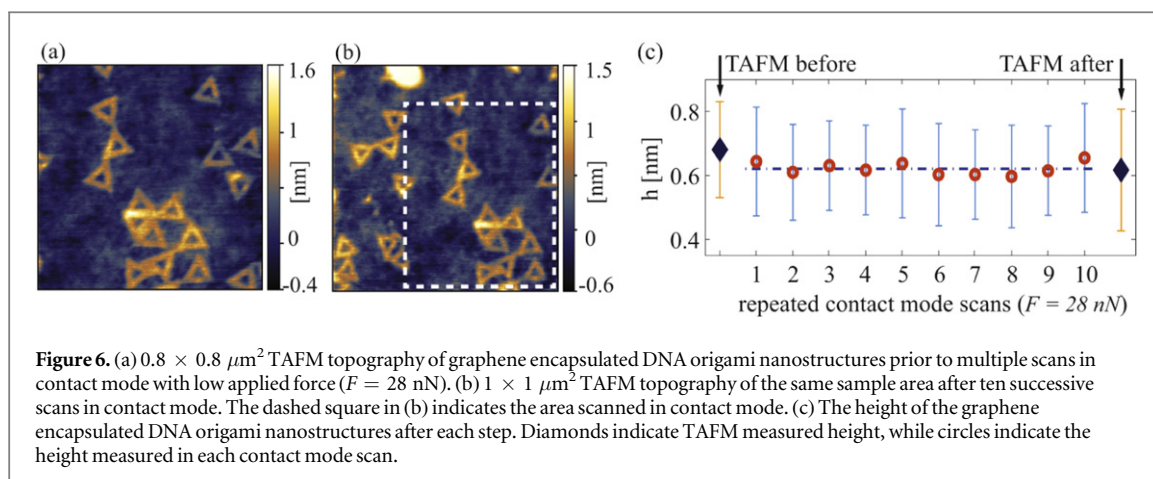 (a)
1.6
1
[nm]
0
-0.4
(b)
1.5
1
[nm]
0
-0.6
(c)
TAFM before
TAFM after
0.8
0.6
0.4
h [nm]
1 2 3 4 5 6 7 8 9 10
repeated contact mode scans (F = 28 nN)
Figure 6. (a) 0.8 × 0.8 μm² TAFM topography of graphene encapsulated DNA origami nanostructures prior to multiple scans in
contact mode with low applied force (F = 28 nN). (b) 1 × 1 μm² TAFM topography of the same sample area after ten successive
scans in contact mode. The dashed square in (b) indicates the area scanned in contact mode. (c) The height of the graphene
encapsulated DNA origami nanostructures after each step. Diamonds indicate TAFM measured height, while circles indicate the
height measured in each contact mode scan.